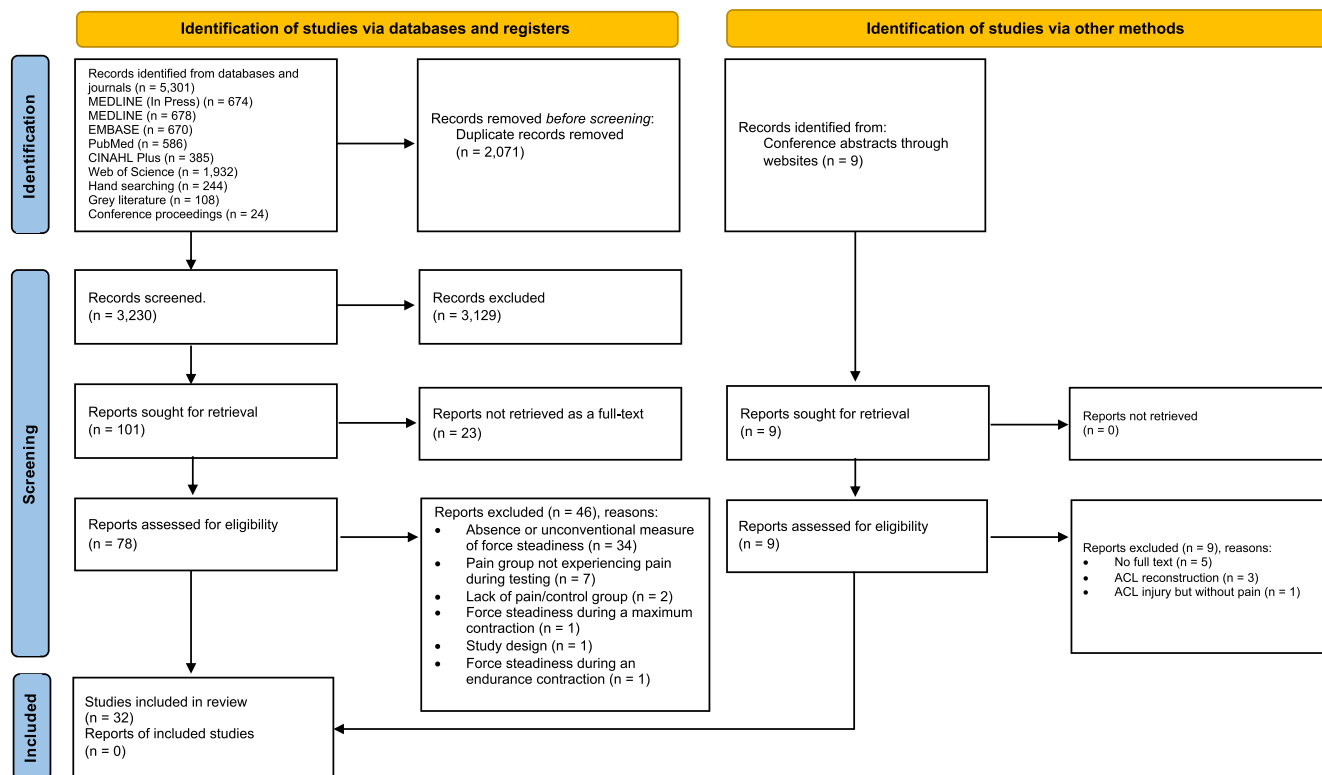 Identification of studies via databases and registers
Identification of studies via other methods
Identification
Records identified from databases and
journals (n = 5,301)
MEDLINE (In Press) (n = 674)
MEDLINE (n = 678)
EMBASE (n = 670)
PubMed (n = 586)
CINAHL Plus (n = 385)
Web of Science (n = 1,932)
Hand searching (n = 244)
Grey literature (n = 108)
Conference proceedings (n = 24)
Records removed before screening:
Duplicate records removed
(n = 2,071)
Records identified from:
Conference abstracts through
websites (n = 9)
Screening
Records screened.
(n = 3,230)
Records excluded
(n = 3,129)
Reports sought for retrieval
(n = 101)
Reports not retrieved as a full-text
(n = 23)
Reports sought for retrieval
(n = 9)
Reports not retrieved
(n = 0)
Reports assessed for eligibility
(n = 78)
Reports excluded (n = 46), reasons:
• Absence or unconventional measure
of force steadiness (n = 34)
• Pain group not experiencing pain
during testing (n = 7)
• Lack of pain/control group (n = 2)
• Force steadiness during a maximum
contraction (n = 1)
• Study design (n = 1)
• Force steadiness during an
endurance contraction (n = 1)
Reports assessed for eligibility
(n = 9)
Reports excluded (n = 9), reasons:
• No full text (n = 5)
• ACL reconstruction (n = 3)
• ACL injury but without pain (n = 1)
Included
Studies included in review
(n = 32)
Reports of included studies
(n = 0)